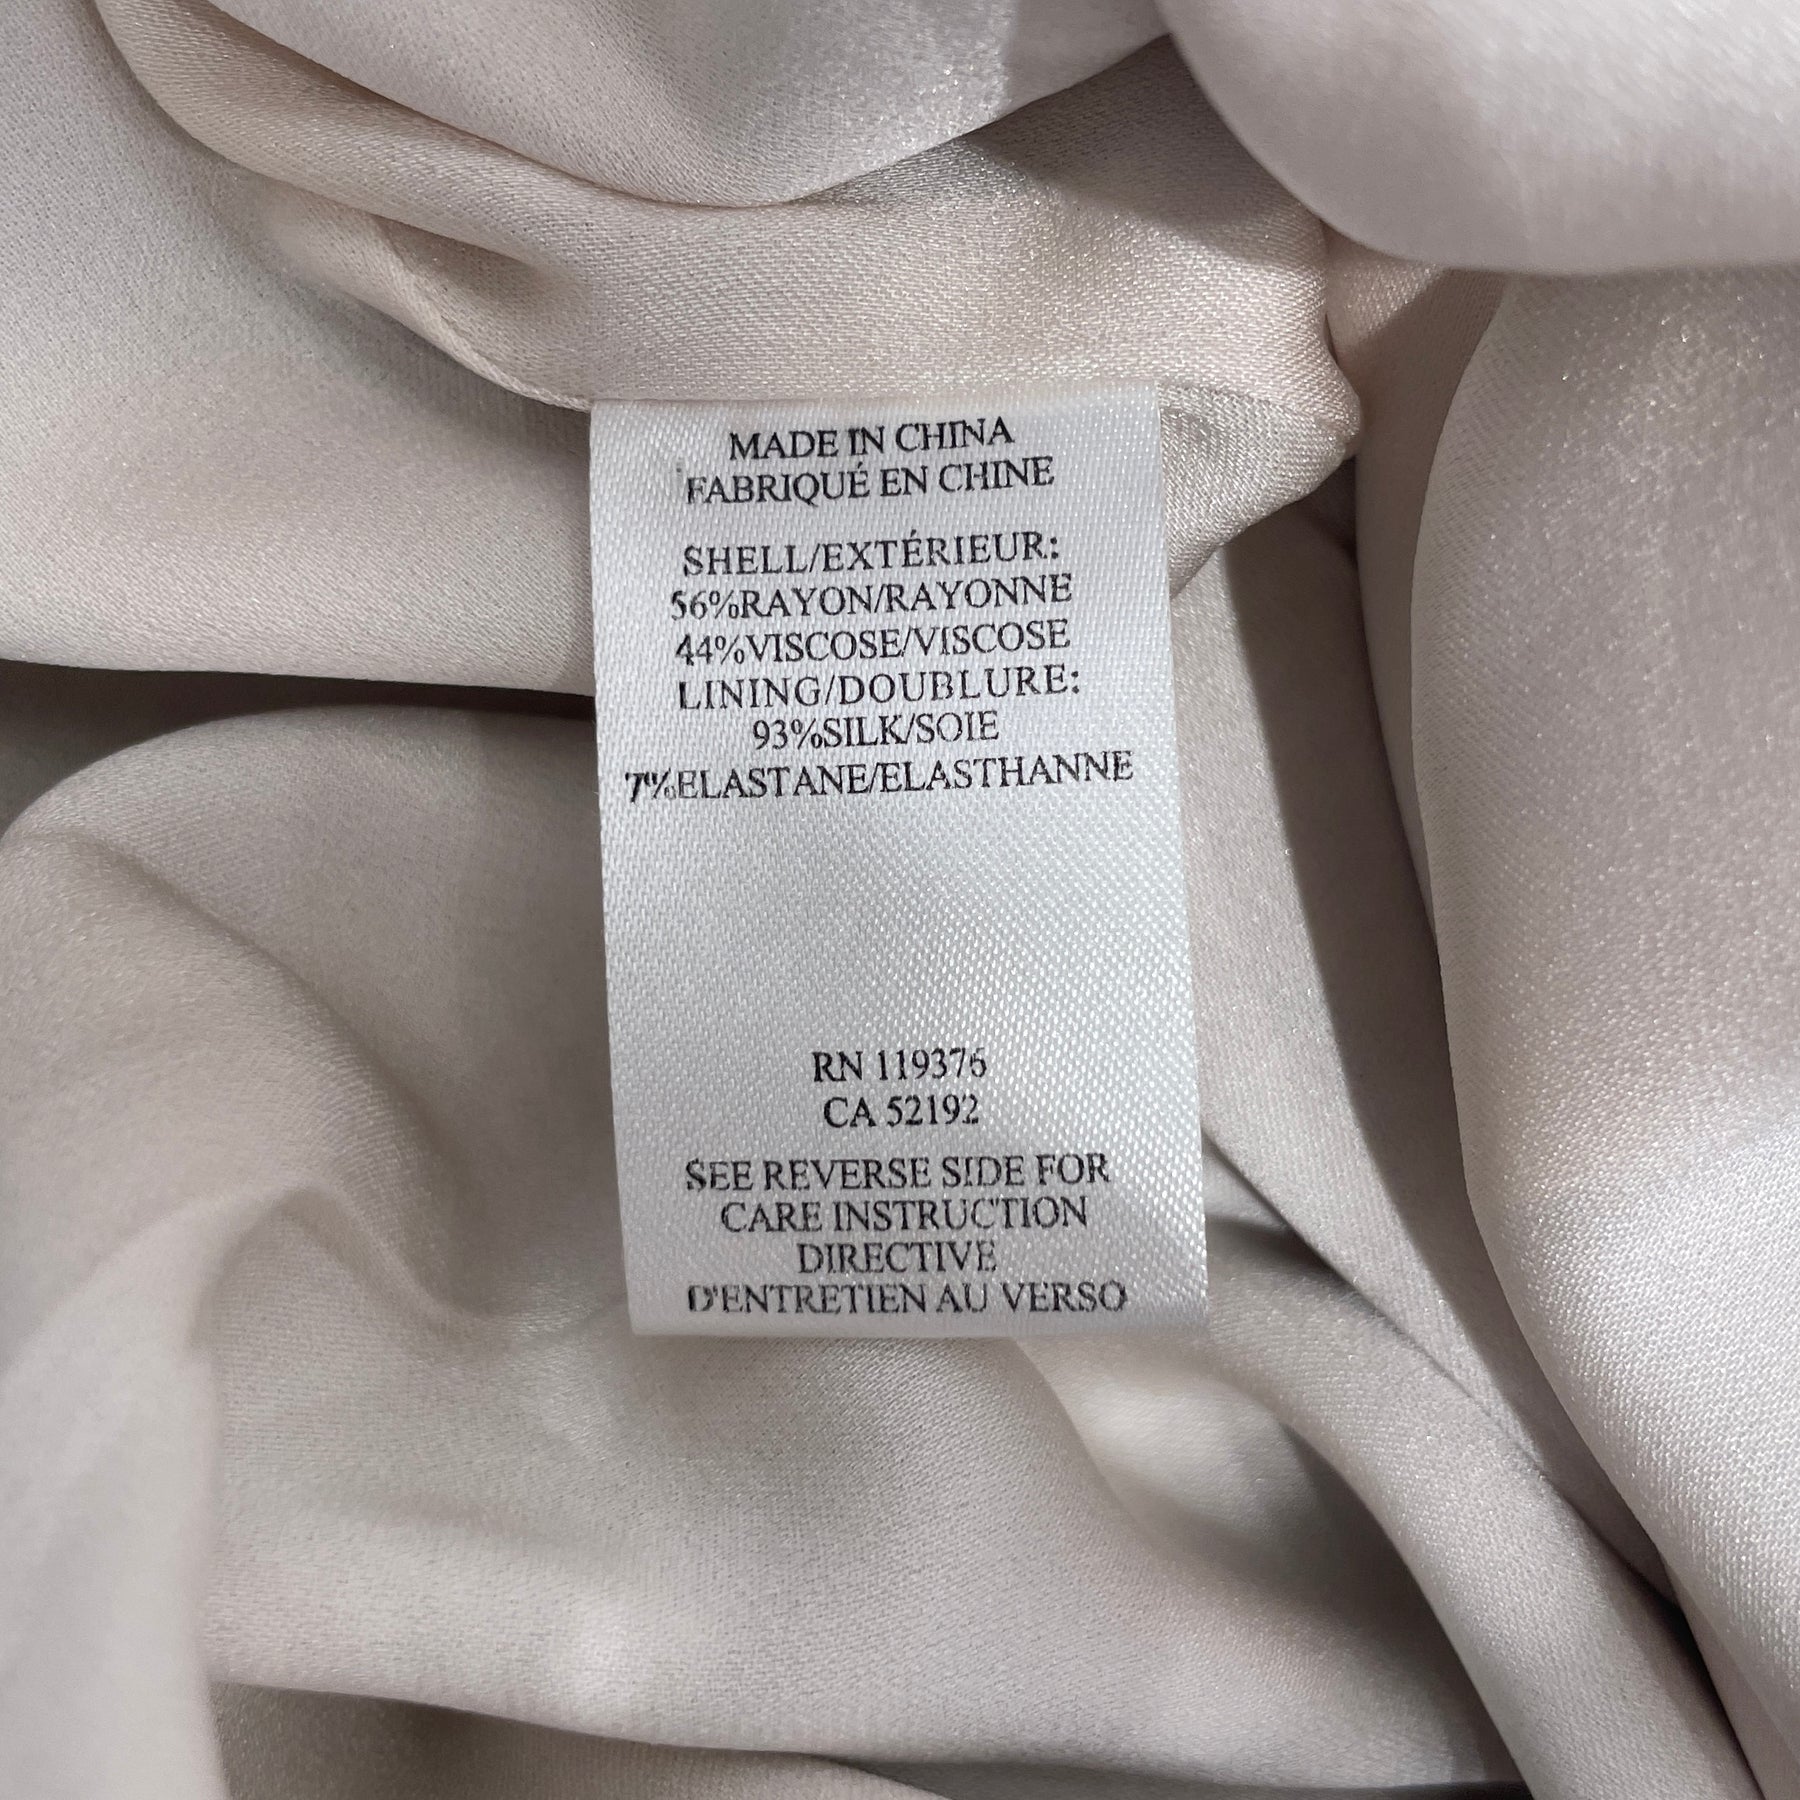 MADE IN CHINA
FABRIQUÉ EN CHINE
SHELL/EXTÉRIEUR:
56%RAYON/RAYONNE
44%VISCOSE/VISCOSE
LINING/DOUBLURE:
93%SILK/SOIE
7%ELASTANE/ELASTHANNE
RN 119376
CA 52192
SEE REVERSE SIDE FOR
CARE INSTRUCTION
DIRECTIVE
D'ENTRETIEN AU VERSO